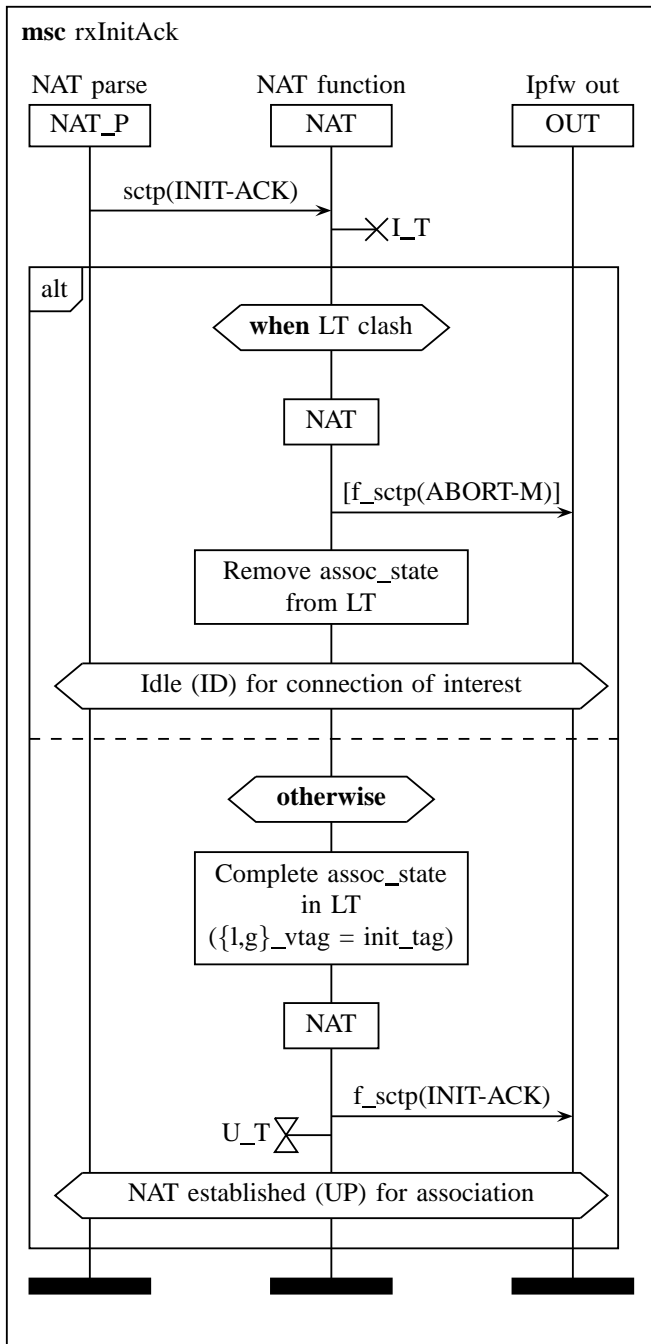 msc rxInitAck
NAT parse NAT function Ipfw out
NAT_P NAT OUT
sctp(INIT-ACK)
I_T
alt
when LT clash
NAT
[f_sctp(ABORT-M)]
Remove assoc_state
from LT
Idle (ID) for connection of interest
otherwise
Complete assoc_state
in LT
({l,g}_vtag = init_tag)
NAT
f_sctp(INIT-ACK)
U_T
NAT established (UP) for association